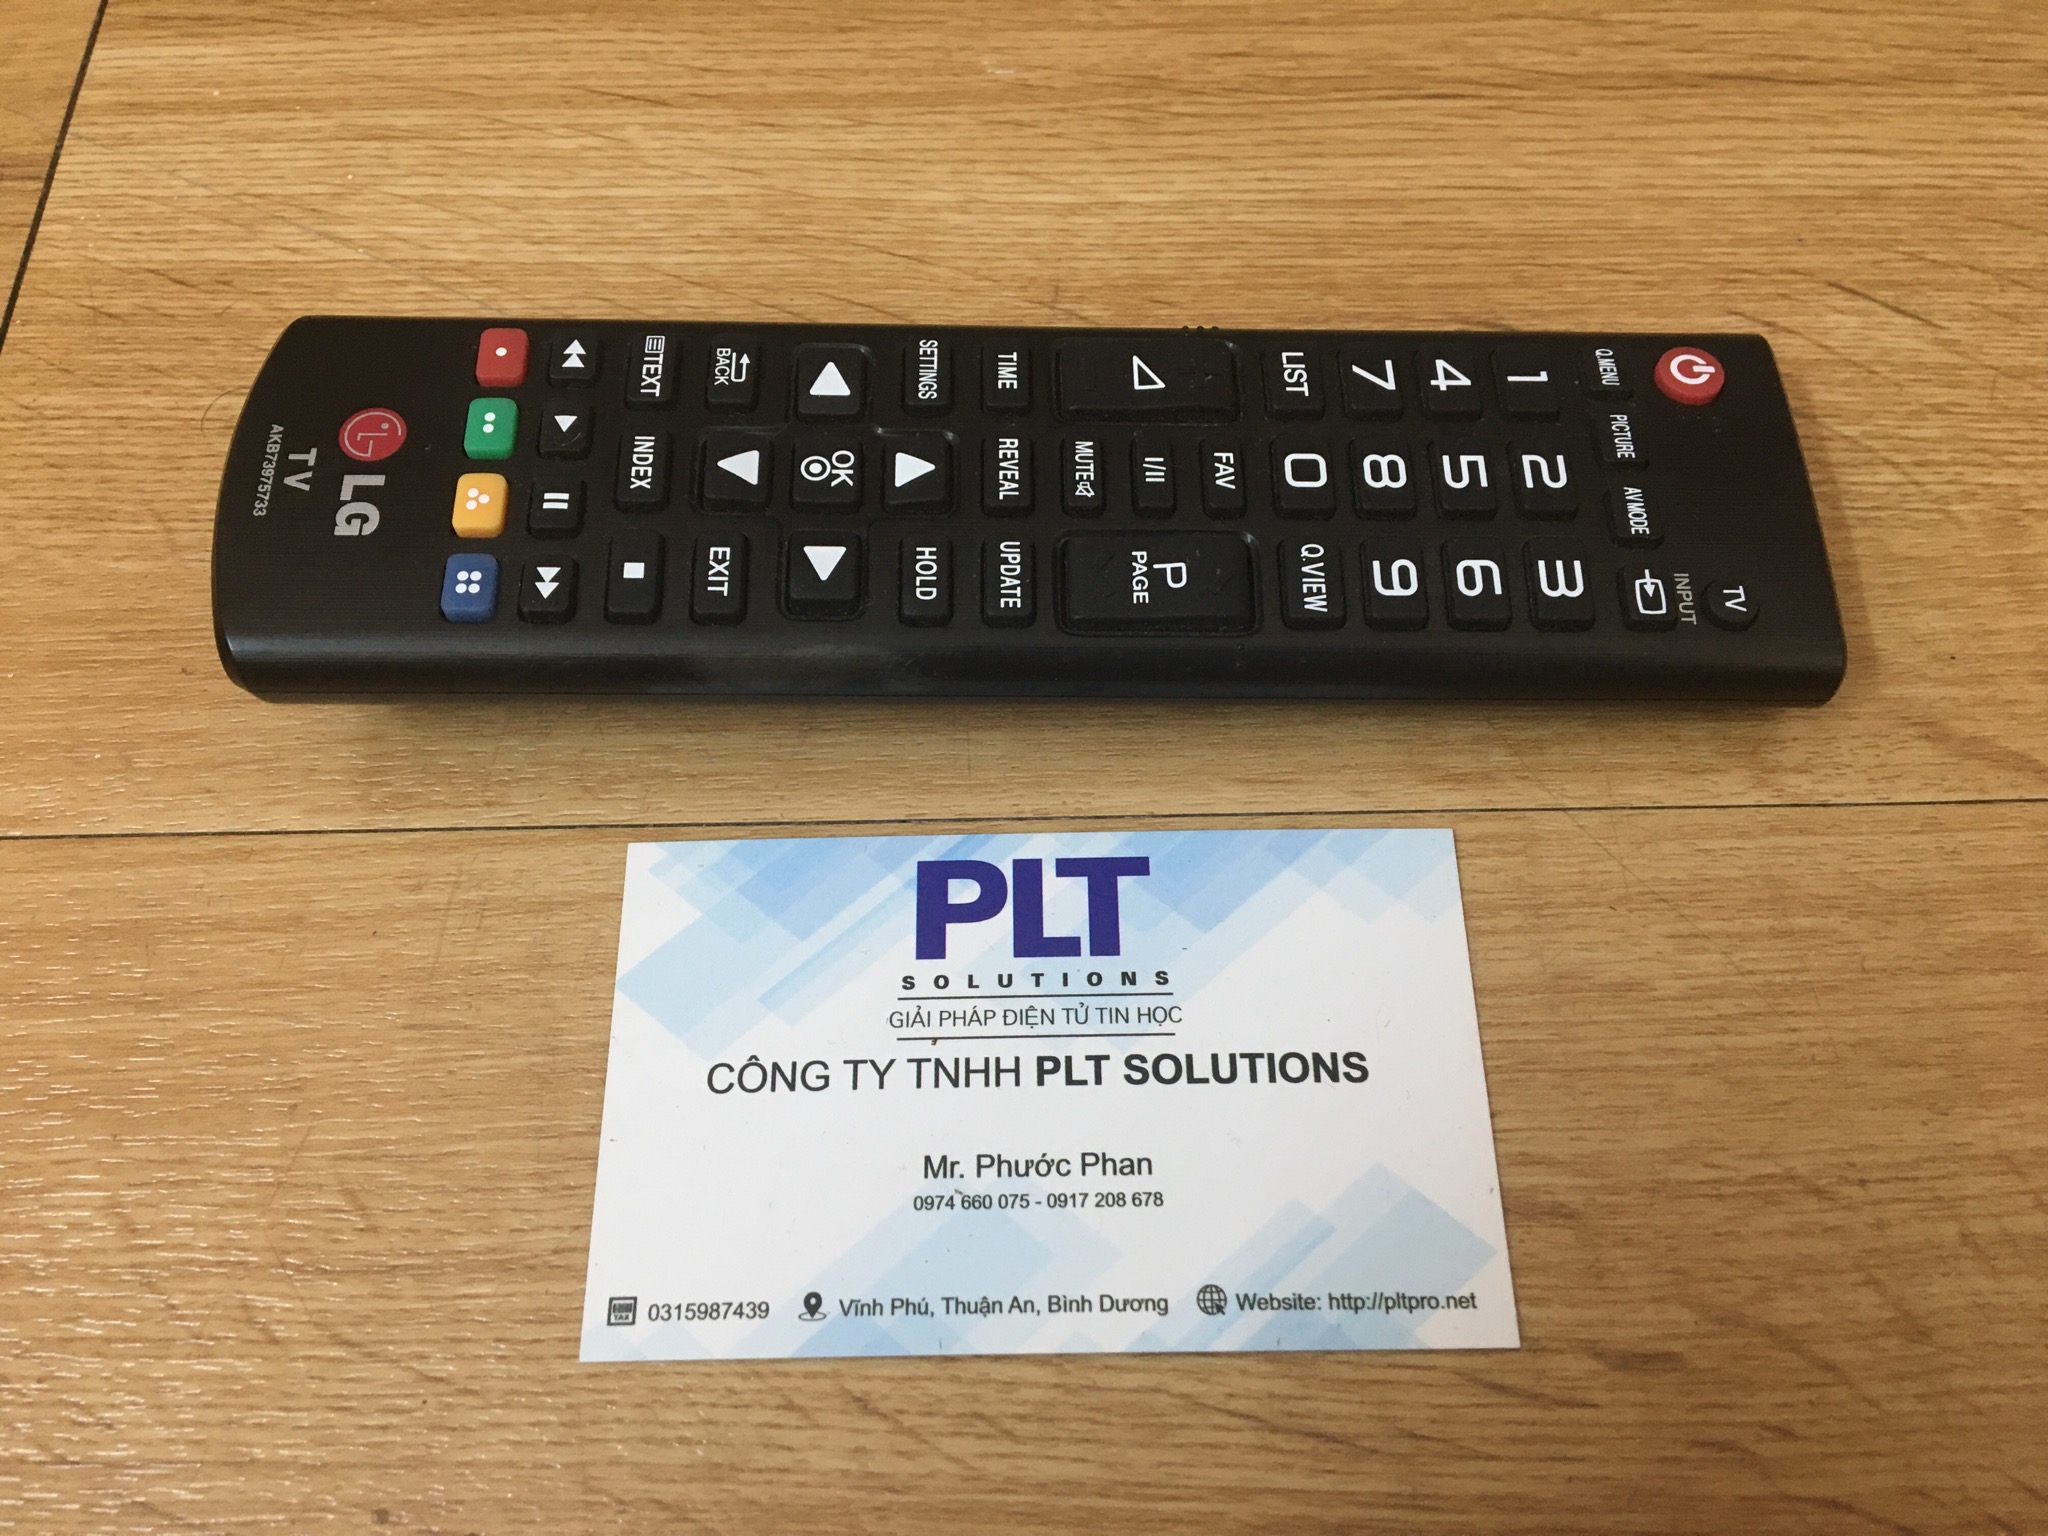 TV
INPUT
Q.MENU
PICTURE
AV MODE
1
2
3
4
5
6
7
8
9
LIST
0
Q.VIEW
FAV
I/II
MUTE
P
PAGE
TIME
REVEAL
UPDATE
SETTINGS
HOLD
OK
BACK
EXIT
TEXT
INDEX
LG
TV
AKB73975733
PLT
SOLUTIONS
GIẢI PHÁP ĐIỆN TỬ TIN HỌC
CÔNG TY TNHH PLT SOLUTIONS
Mr. Phước Phan
0974 660 075 - 0917 208 678
TAX 0315987439
Vĩnh Phú, Thuận An, Bình Dương
Website: http://pltpro.net